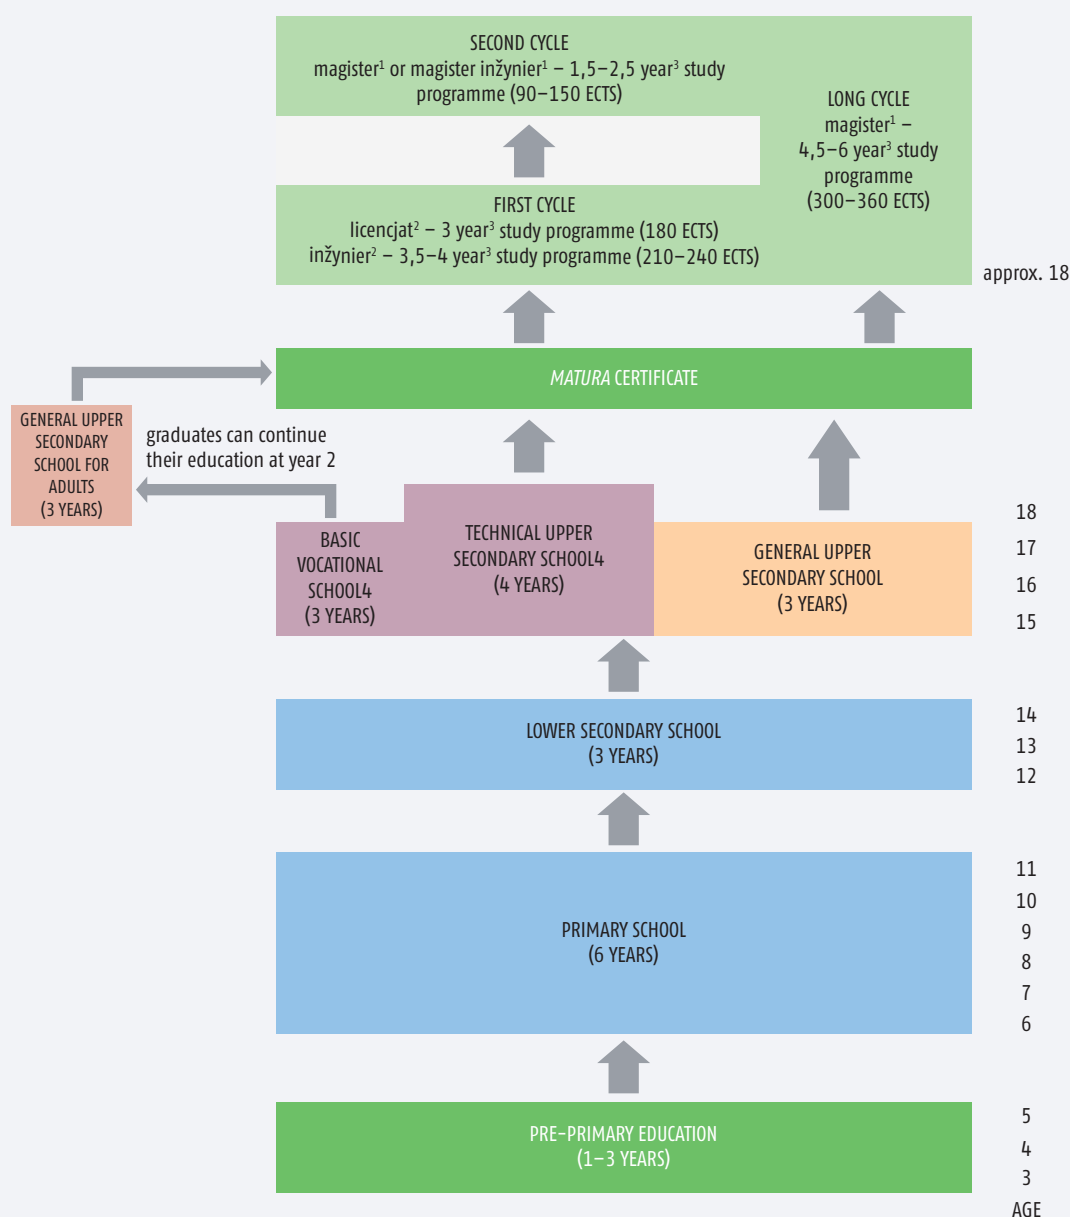 SECOND CYCLE
magister¹ or magister inžynier¹ – 1,5–2,5 year³ study
programme (90–150 ECTS)
LONG CYCLE
magister¹ –
4,5–6 year³ study
programme
(300–360 ECTS)
FIRST CYCLE
licencjat² – 3 year³ study programme (180 ECTS)
inžynier² – 3,5–4 year³ study programme (210–240 ECTS)
approx. 18
MATURA CERTIFICATE
GENERAL UPPER
SECONDARY
SCHOOL FOR
ADULTS
(3 YEARS)
graduates can continue
their education at year 2
BASIC
VOCATIONAL
SCHOOL4
(3 YEARS)
TECHNICAL UPPER
SECONDARY SCHOOL4
(4 YEARS)
GENERAL UPPER
SECONDARY SCHOOL
(3 YEARS)
18
17
16
15
LOWER SECONDARY SCHOOL
(3 YEARS)
14
13
12
PRIMARY SCHOOL
(6 YEARS)
11
10
9
8
7
6
PRE-PRIMARY EDUCATION
(1–3 YEARS)
5
4
3
AGE